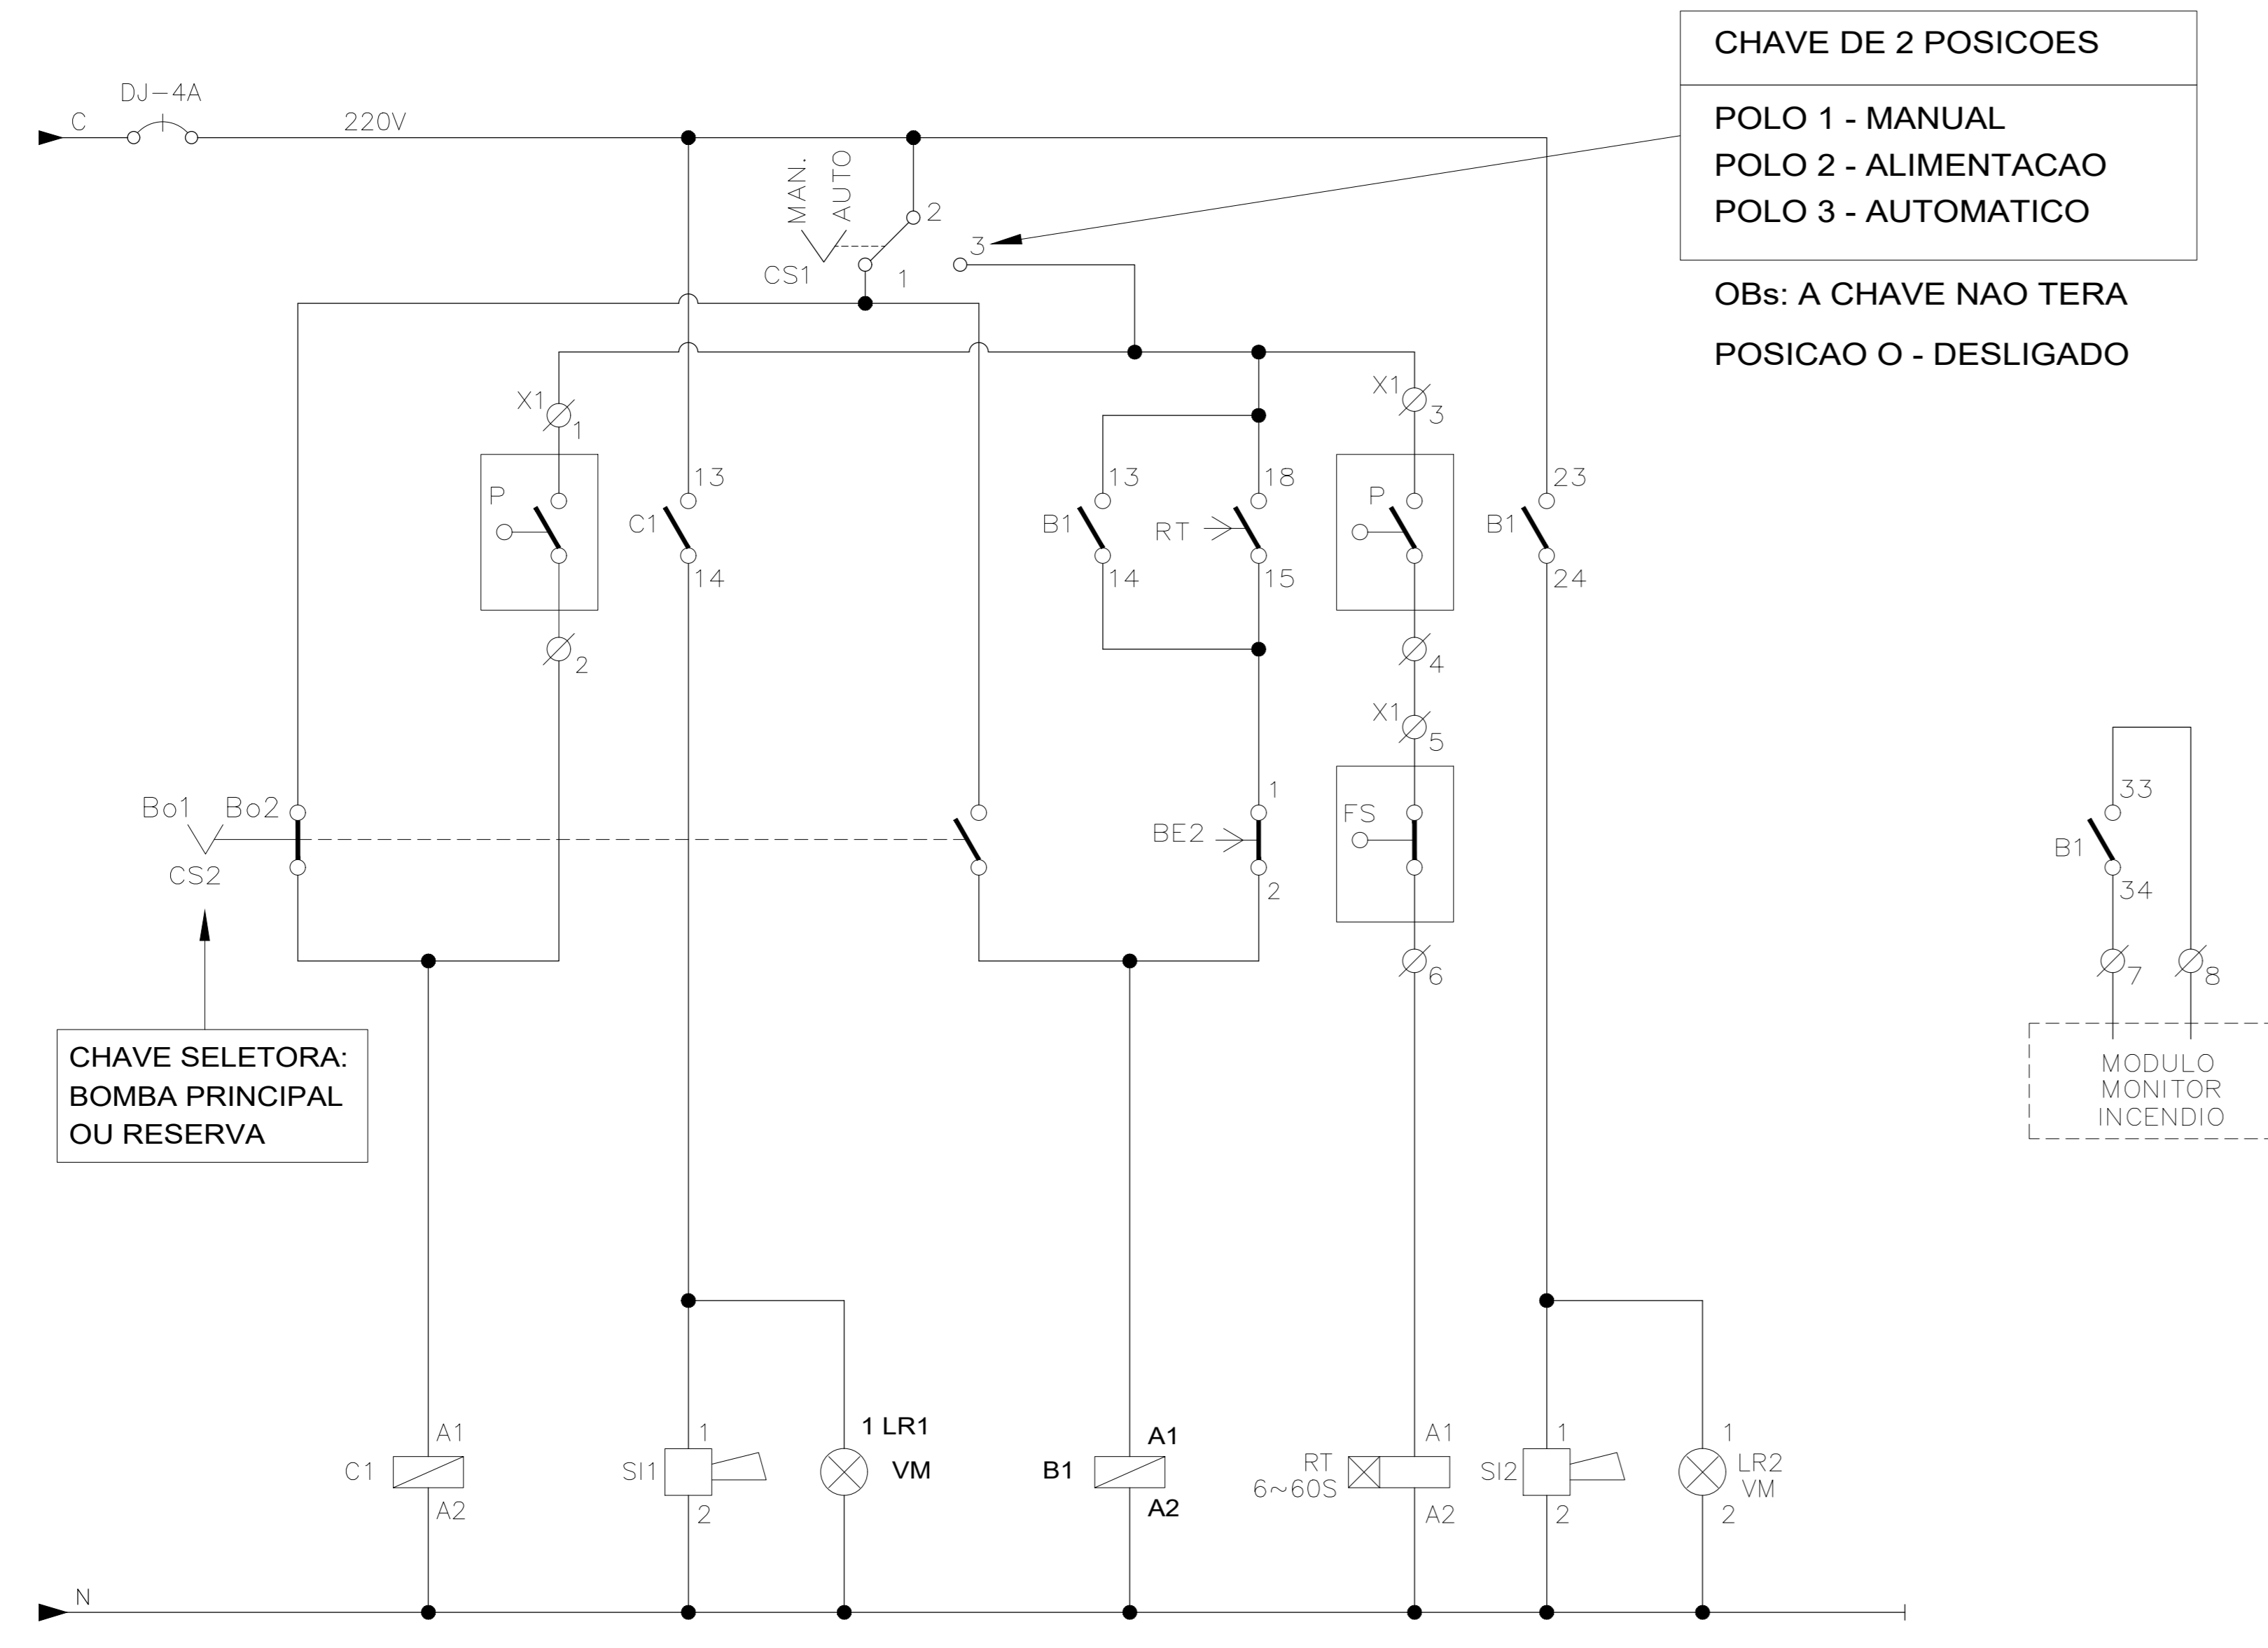 CHAVE DE 2 POSICOES
POLO 1 - MANUAL
POLO 2 - ALIMENTACAO
POLO 3 - AUTOMATICO
OBs: A CHAVE NAO TERA
POSICAO O - DESLIGADO
DJ-4A
C
220V
MAN.
AUTO
2
3
CS1
1
X1
1
X1
3
P
13
C1
14
13
B1
14
18
RT
15
P
23
B1
24
2
4
X1
5
Bo1 Bo2
CS2
1
BE2
2
FS
6
33
B1
34
7
8
MODULO
MONITOR
INCENDIO
CHAVE SELETORA:
BOMBA PRINCIPAL
OU RESERVA
A1
C1
A2
1
SI1
2
1 LR1
VM
A1
B1
A2
A1
RT
6~60S
A2
1
SI2
2
1
LR2
VM
2
N